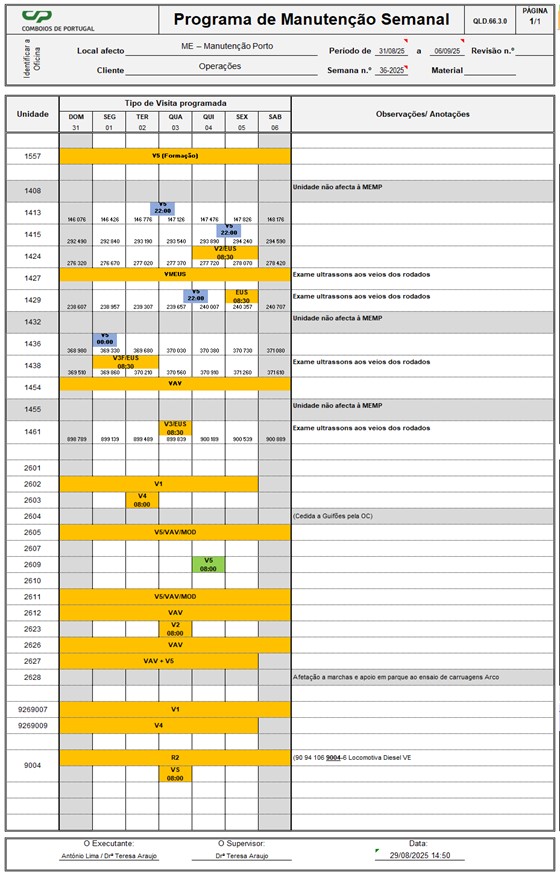 CP
COMBOIOS DE PORTUGAL
Programa de Manutenção Semanal
QLD.66.3.0
PÁGINA
1/1
Identificar a Oficina
Local afecto
ME – Manutenção Porto
Período de 31/08/25 a 06/09/25 Revisão n.º
Cliente
Operações
Semana n.º 36-2025 Material
Unidade
Tipo de Visita programada
Observações/ Anotações
DOM SEG TER QUA QUI SEX SAB
31 01 02 03 04 05 06
1557 V5 (Formação)
1408 Unidade não afecta à MEMP
1413 V5 22:00
146 076 146 426 146 776 147 126 147 476 147 826 148 176
1415 V5 22:00
292 490 292 840 293 190 293 540 293 890 294 240 294 590
1424 V2/EUS 08:30
276 320 276 670 277 020 277 370 277 720 278 070 278 420
1427 VMEUS Exame ultrassons aos veios dos rodados
1429 V5 22:00 EUS 08:30 Exame ultrassons aos veios dos rodados
238 607 238 957 239 307 239 657 240 007 240 357 240 707
1432 Unidade não afecta à MEMP
1436 V5 00:00
368 980 369 330 369 680 370 030 370 380 370 730 371 080
1438 V3F/EUS 08:30 Exame ultrassons aos veios dos rodados
369 510 369 860 370 210 370 560 370 910 371 260 371 610
1454 VAV
1455 Unidade não afecta à MEMP
1461 V3/EUS 08:30 Exame ultrassons aos veios dos rodados
898 789 899 139 899 489 899 839 900 189 900 539 900 889
2601
2602 V1
2603 V4 08:00
2604 (Cedida a Guifões pela OC)
2605 V5/VAV/MOD
2607
2609 V5 08:00
2610
2611 V5/VAV/MOD
2612 VAV
2623 V2 08:00
2626 VAV
2627 VAV + V5
2628 Afetação a marchas e apoio em parque ao ensaio de carruagens Arco
9269007 V1
9269009 V4
9004 R2 (90 94 106 9004-6 Locomotiva Diesel VE
VS 08:00
O Executante: O Supervisor: Data:
António Lima / Drª Teresa Araujo Drª Teresa Araujo 29/08/2025 14:50